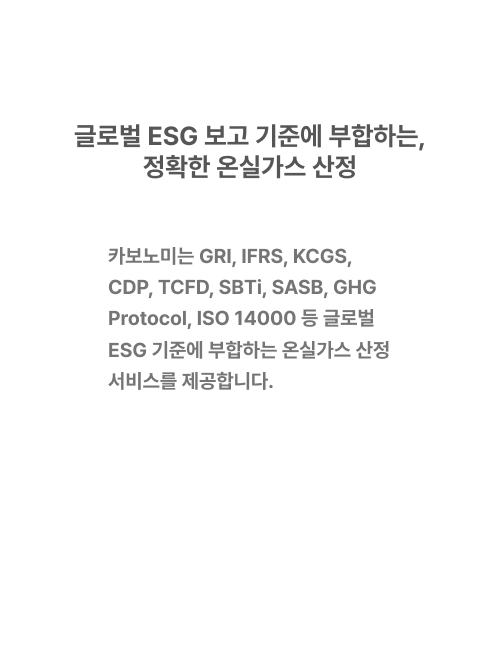 글로벌 ESG 보고 기준에 부합하는,
정확한 온실가스 산정
카보노미는 GRI, IFRS, KCGS,
CDP, TCFD, SBTi, SASB, GHG
Protocol, ISO 14000 등 글로벌
ESG 기준에 부합하는 온실가스 산정
서비스를 제공합니다.